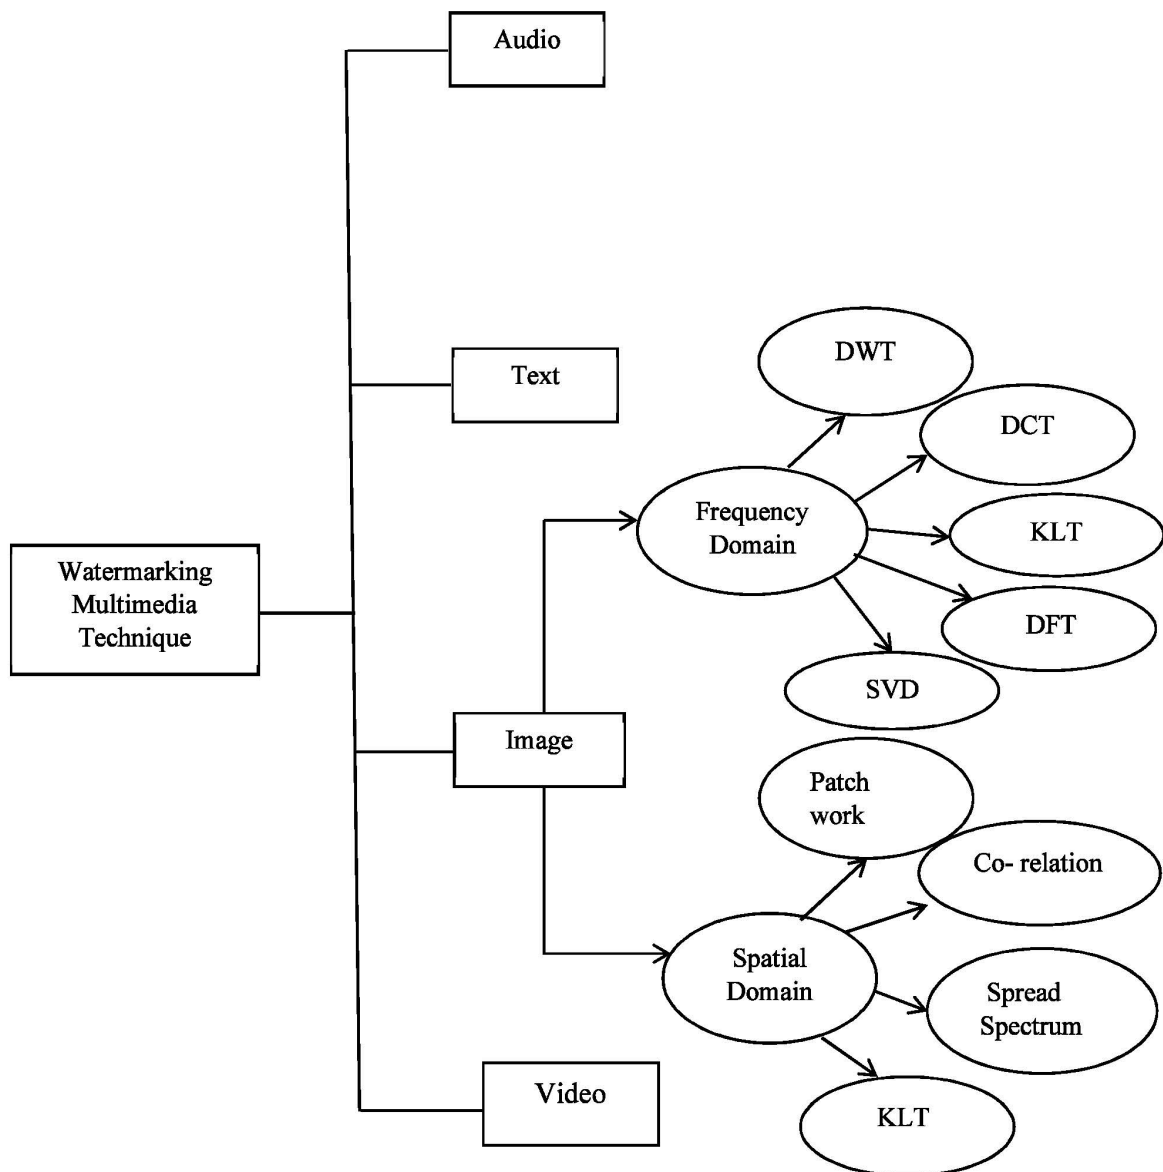 Audio
Text
DWT
DCT
Frequency
Domain
KLT
DFT
SVD
Watermarking
Multimedia
Technique
Image
Patch
work
Co- relation
Spatial
Domain
Spread
Spectrum
KLT
Video